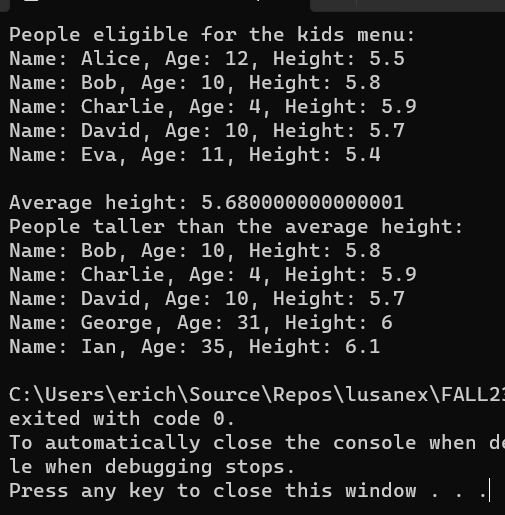 People eligible for the kids menu:
Name: Alice, Age: 12, Height: 5.5
Name: Bob, Age: 10, Height: 5.8
Name: Charlie, Age: 4, Height: 5.9
Name: David, Age: 10, Height: 5.7
Name: Eva, Age: 11, Height: 5.4
Average height: 5.680000000000001
People taller than the average height:
Name: Bob, Age: 10, Height: 5.8
Name: Charlie, Age: 4, Height: 5.9
Name: David, Age: 10, Height: 5.7
Name: George, Age: 31, Height: 6
Name: Ian, Age: 35, Height: 6.1
C:\Users\erich\Source\Repos\lusanex\FALL23
exited with code 0.
To automatically close the console when de
le when debugging stops.
Press any key to close this window . . .